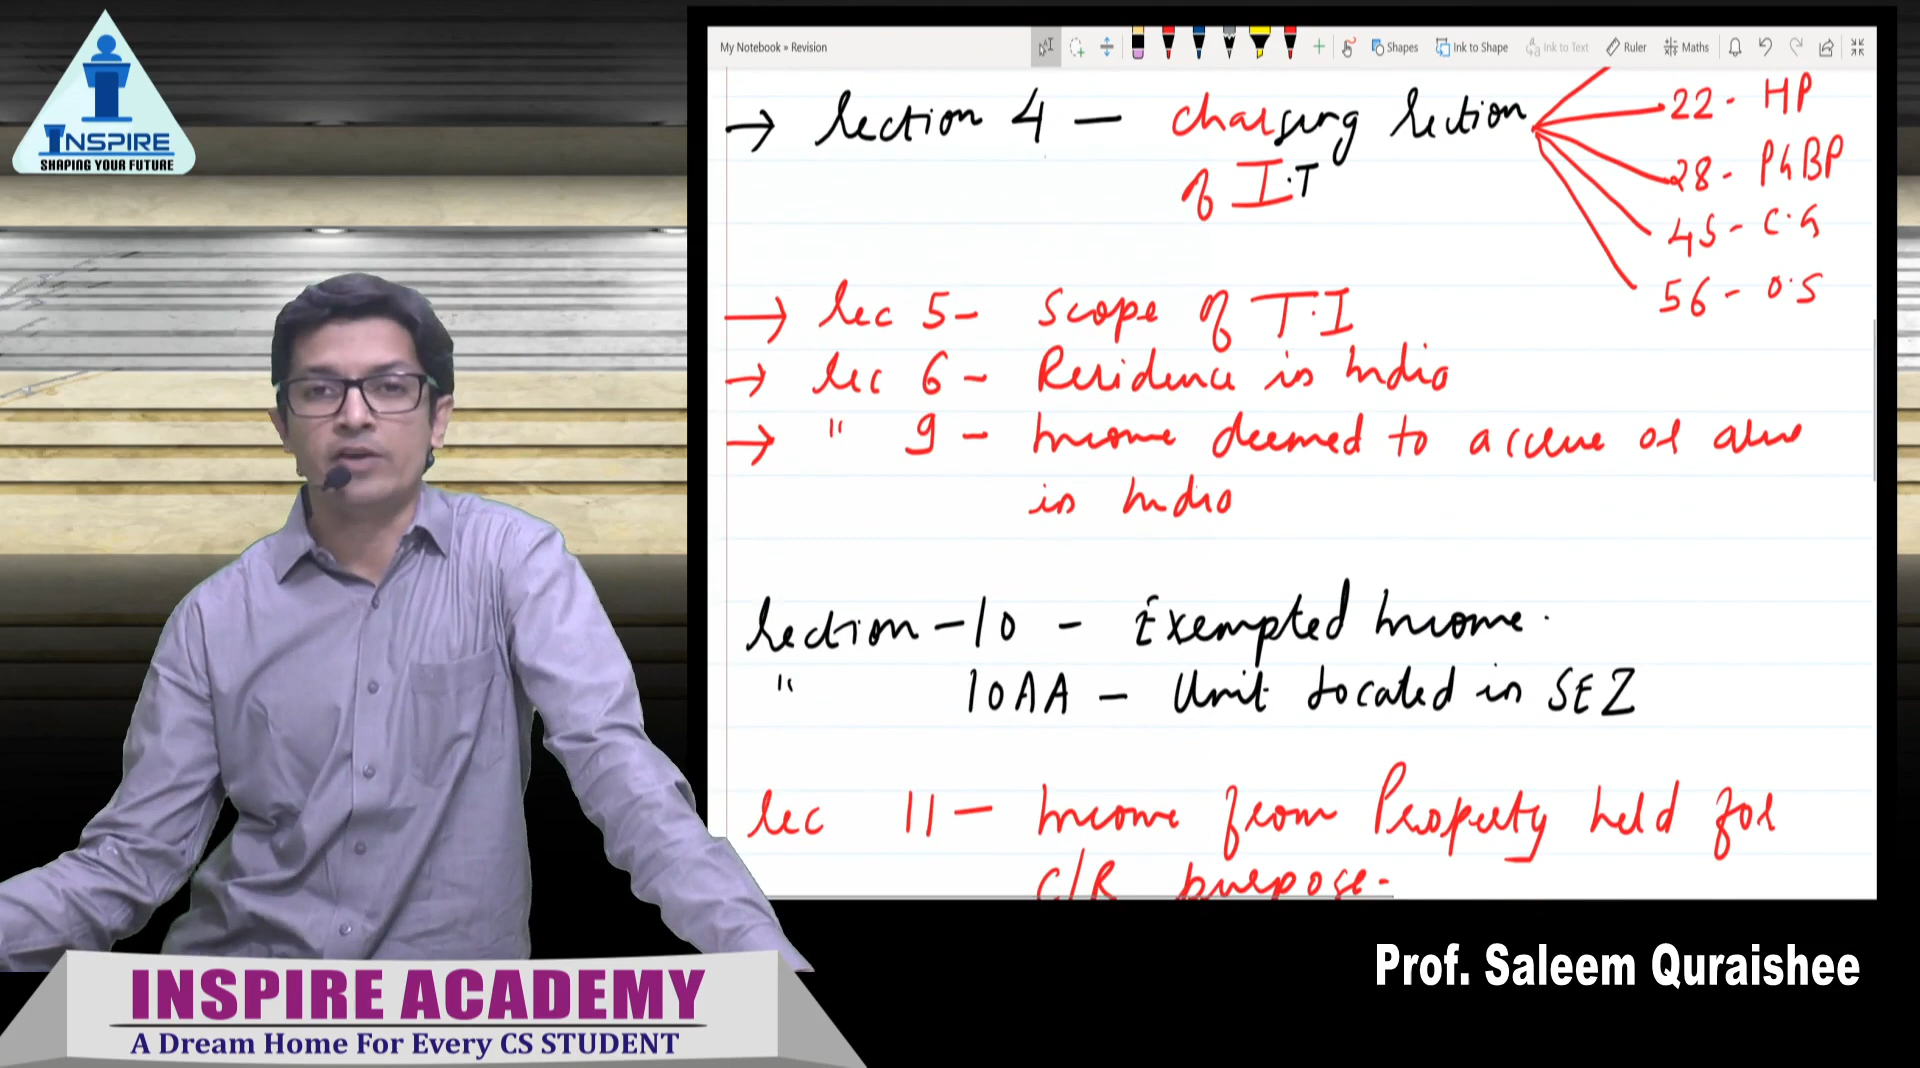 INSPIRE
SHAPING YOUR FUTURE
My Notebook » Revision
Shapes
Ink to Shape
Ink to Text
Ruler
Maths
→ Section 4 — charging Section
of I.T
22 - HP
28 - PGBP
45 - C.G
56 - O.S
→ Sec 5 - Scope of T.I
→ Sec 6 - Residence in India
→ " 9 - Income deemed to accrue or arise
in India
Section - 10 - Exempted Income.
" 10AA - Unit Located in SEZ
Sec 11 - Income from Property held for
C/R purpose.
INSPIRE ACADEMY
A Dream Home For Every CS STUDENT
Prof. Saleem Quraishee